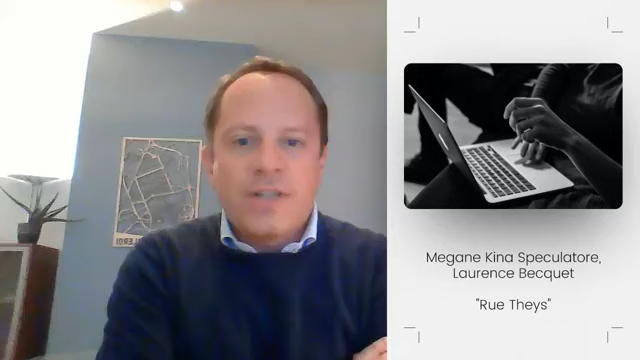 Megane Kina Speculatore,
Laurence Becquet
"Rue Theys"